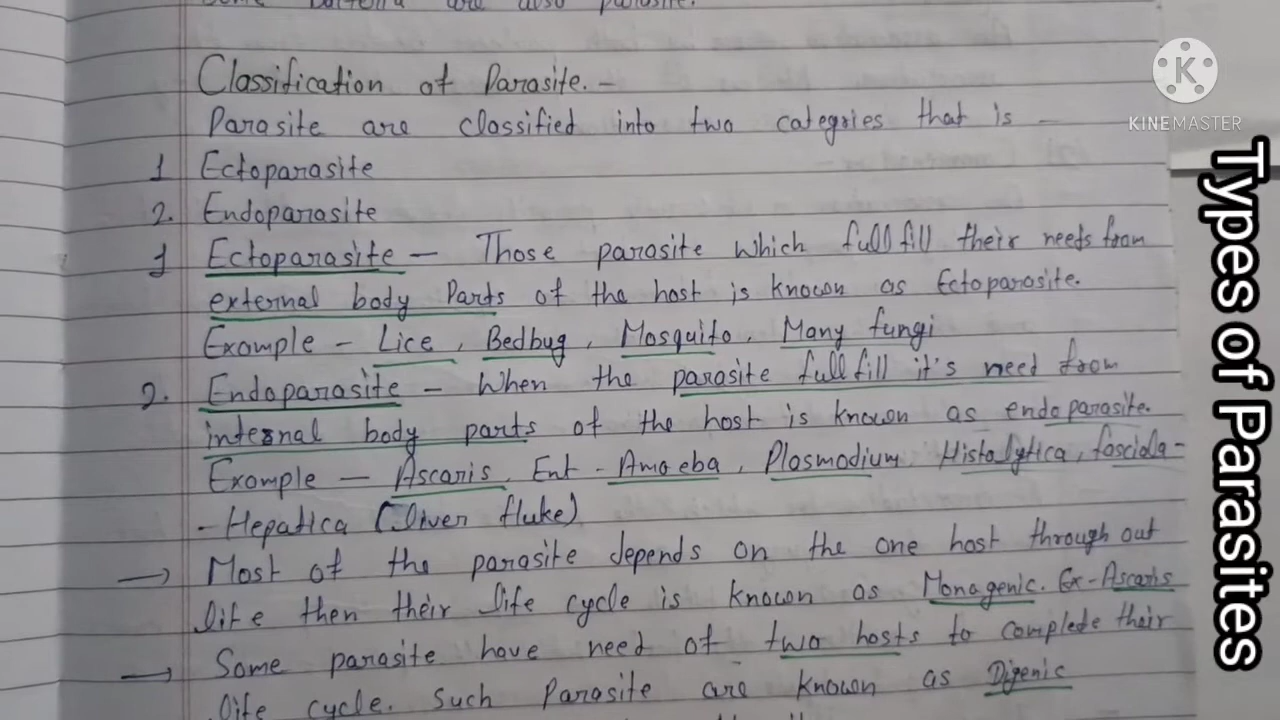 are also parasite.
Classification of Parasite. -
Parasite are classified into two categries that is -
1 Ectoparasite
2. Endoparasite
1 Ectoparasite - Those parasite which fullfill their needs from
external body Parts of the host is known as Ectoparasite.
Example - Lice, Bedbug, Mosquito, Many fungi
2. Endoparasite - When the parasite fullfill it's need from
internal body parts of the host is known as endoparasite.
Example - Ascaris, Ent - Amoeba, Plasmodium, Histolytica, fasciola-
- Hepatica (Liver fluke)
→ Most of the parasite depends on the one host through out
life then their life cycle is known as Monagenic. Ex-Ascaris
→ Some parasite have need of two hosts to complede their
life cycle. Such Parasite are known as Digenic
KINEMASTER
Types of Parasites